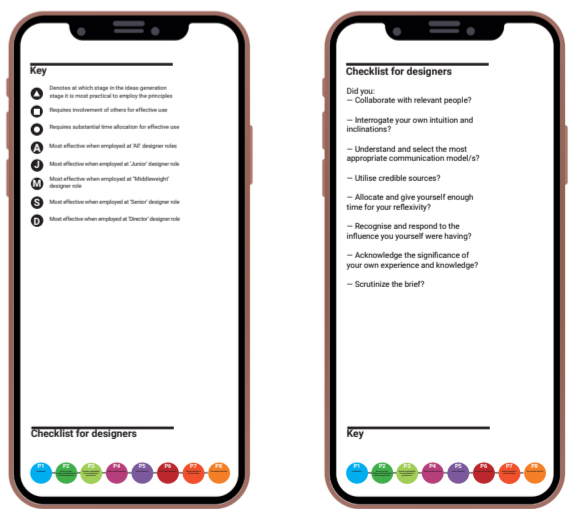 Key
Denotes at which stage in the ideas generation
stage it is most practical to employ the principles
Requires involvement of others for effective use
Requires substantial time allocation for effective use
A Most effective when employed at 'All' designer roles
J Most effective when employed at 'Junior' designer role
M Most effective when employed at "Middleweight'
designer role
S Most effective when employed at 'Senior' designer role
D Most effective when employed at 'Director' designer role
Checklist for designers
P1 P2 P3 P4 P5 P6 P7 P8
Checklist for designers
Did you:
— Collaborate with relevant people?
— Interrogate your own intuition and
inclinations?
— Understand and select the most
appropriate communication model/s?
— Utilise credible sources?
— Allocate and give yourself enough
time for your reflexivity?
— Recognise and respond to the
influence you yourself were having?
— Acknowledge the significance of
your own experience and knowledge?
— Scrutinize the brief?
Key
P1 P2 P3 P4 P5 P6 P7 P8